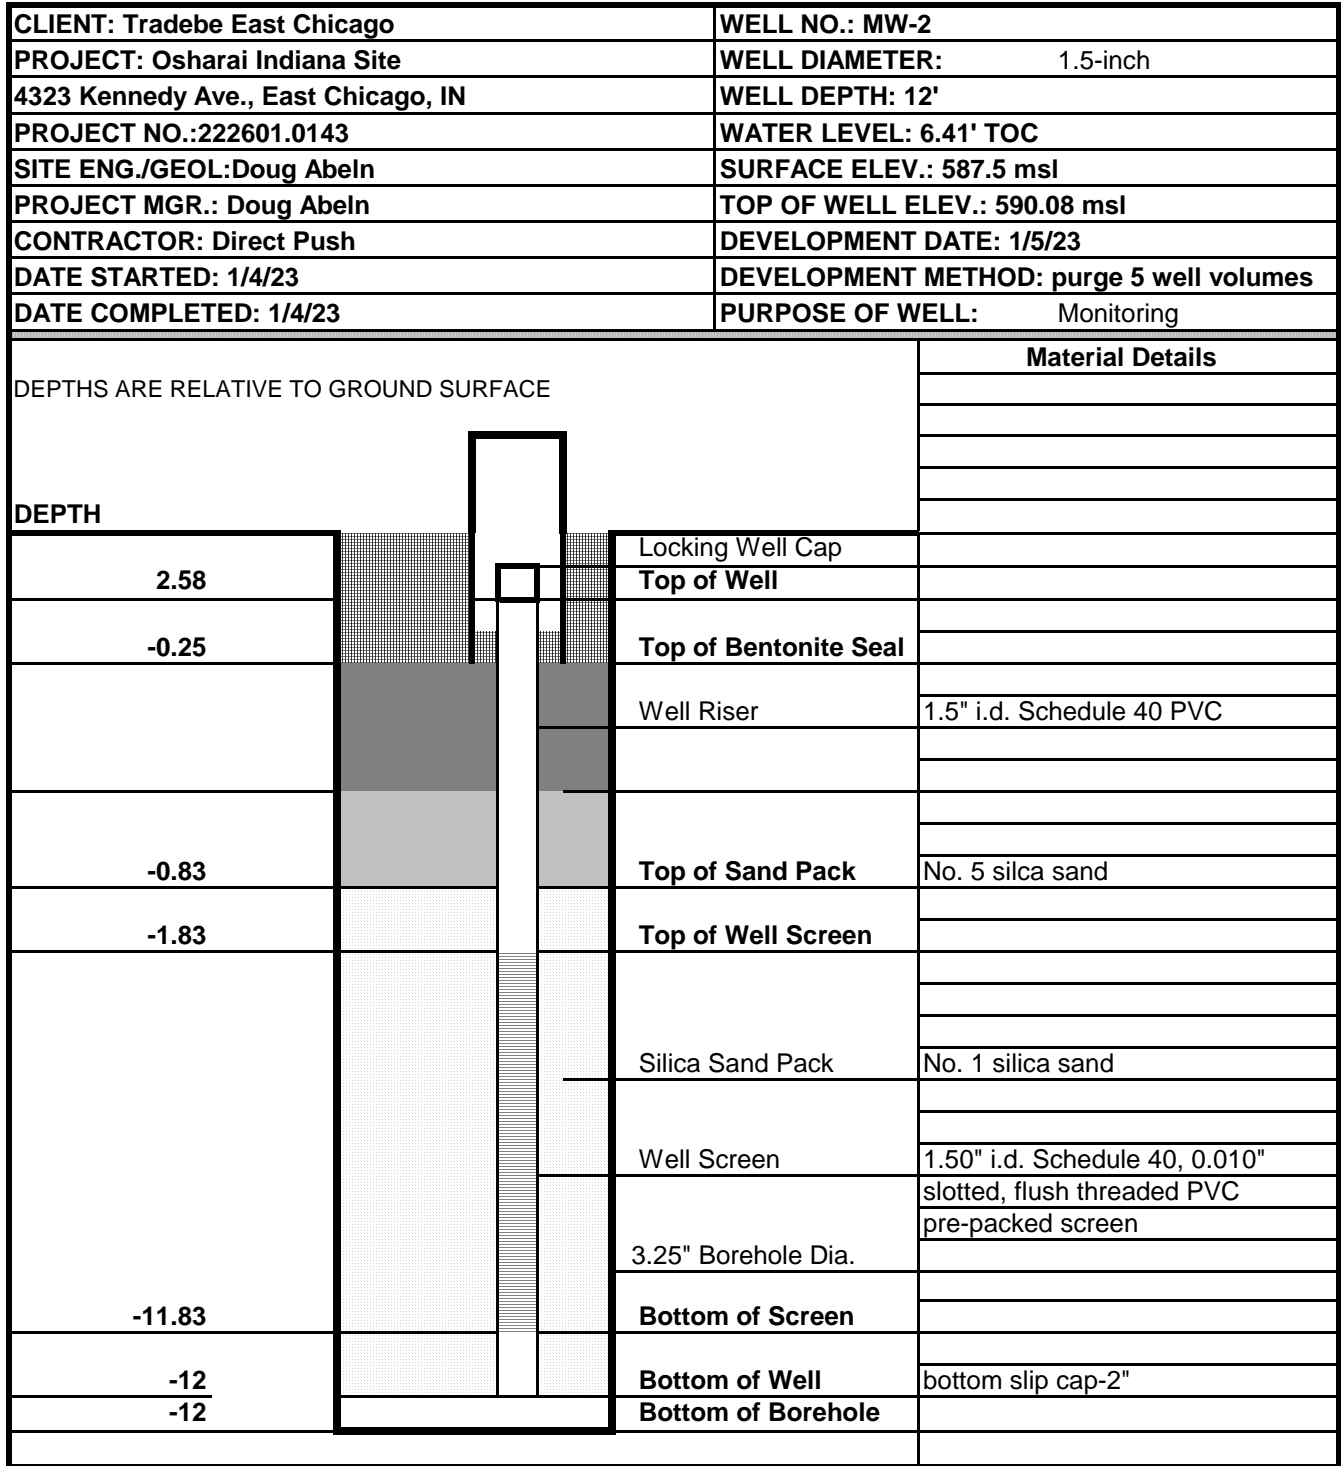 CLIENT: Tradebe East Chicago WELL NO.: MW-2
PROJECT: Osharai Indiana Site WELL DIAMETER: 1.5-inch
4323 Kennedy Ave., East Chicago, IN WELL DEPTH: 12'
PROJECT NO.:222601.0143 WATER LEVEL: 6.41' TOC
SITE ENG./GEOL:Doug Abeln SURFACE ELEV.: 587.5 msl
PROJECT MGR.: Doug Abeln TOP OF WELL ELEV.: 590.08 msl
CONTRACTOR: Direct Push DEVELOPMENT DATE: 1/5/23
DATE STARTED: 1/4/23 DEVELOPMENT METHOD: purge 5 well volumes
DATE COMPLETED: 1/4/23 PURPOSE OF WELL: Monitoring
Material Details
DEPTHS ARE RELATIVE TO GROUND SURFACE
DEPTH
Locking Well Cap
2.58 Top of Well
-0.25 Top of Bentonite Seal
Well Riser 1.5" i.d. Schedule 40 PVC
-0.83 Top of Sand Pack No. 5 silca sand
-1.83 Top of Well Screen
Silica Sand Pack No. 1 silica sand
Well Screen 1.50" i.d. Schedule 40, 0.010"
slotted, flush threaded PVC
pre-packed screen
3.25" Borehole Dia.
-11.83 Bottom of Screen
-12 Bottom of Well bottom slip cap-2"
-12 Bottom of Borehole